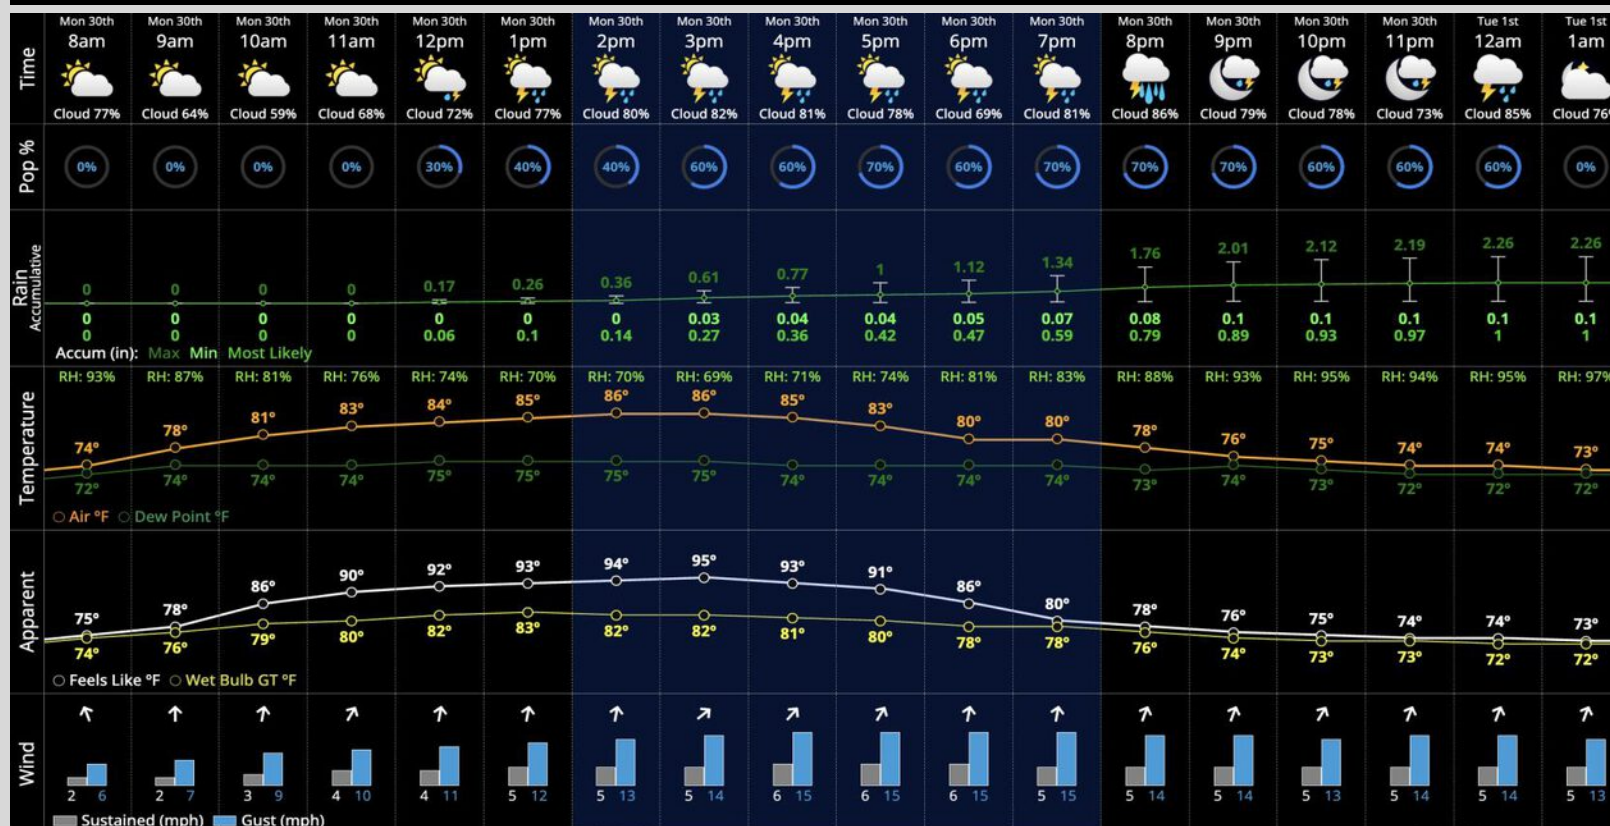 Time
Mon 30th Mon 30th Mon 30th Mon 30th Mon 30th Mon 30th Mon 30th Mon 30th Mon 30th Mon 30th Mon 30th Mon 30th Mon 30th Mon 30th Mon 30th Mon 30th Tue 1st Tue 1st
8am 9am 10am 11am 12pm 1pm 2pm 3pm 4pm 5pm 6pm 7pm 8pm 9pm 10pm 11pm 12am 1am
Cloud 77% Cloud 64% Cloud 59% Cloud 68% Cloud 72% Cloud 77% Cloud 80% Cloud 82% Cloud 81% Cloud 78% Cloud 69% Cloud 81% Cloud 86% Cloud 79% Cloud 78% Cloud 73% Cloud 85% Cloud 76%
Pop %
0% 0% 0% 0% 30% 40% 40% 60% 60% 70% 60% 70% 70% 70% 60% 60% 60% 0%
Rain
Accumulative
0 0 0 0 0.17 0.26 0.36 0.61 0.77 1 1.12 1.34 1.76 2.01 2.12 2.19 2.26 2.26
0 0 0 0 0 0 0 0.03 0.04 0.04 0.05 0.07 0.08 0.1 0.1 0.1 0.1 0.1
0 0 0 0 0.06 0.1 0.14 0.27 0.36 0.42 0.47 0.59 0.79 0.89 0.93 0.97 1 1
Accum (in): Max Min Most Likely
Temperature
RH: 93% RH: 87% RH: 81% RH: 76% RH: 74% RH: 70% RH: 70% RH: 69% RH: 71% RH: 74% RH: 81% RH: 83% RH: 88% RH: 93% RH: 95% RH: 94% RH: 95% RH: 97%
74° 78° 81° 83° 84° 85° 86° 86° 85° 83° 80° 80° 78° 76° 75° 74° 74° 73°
72° 74° 74° 74° 75° 75° 75° 75° 74° 74° 74° 74° 73° 74° 73° 72° 72° 72°
Air °F Dew Point °F
Apparent
75° 78° 86° 90° 92° 93° 94° 95° 93° 91° 86° 80° 78° 76° 75° 74° 74° 73°
74° 76° 79° 80° 82° 83° 82° 82° 81° 80° 78° 78° 76° 74° 73° 73° 72° 72°
Feels Like °F Wet Bulb GT °F
Wind
2 6 2 7 3 9 4 10 4 11 5 12 5 13 5 14 6 15 6 15 6 15 5 15 5 14 5 14 5 13 5 14 5 14 5 13
Sustained (mph) Gust (mph)